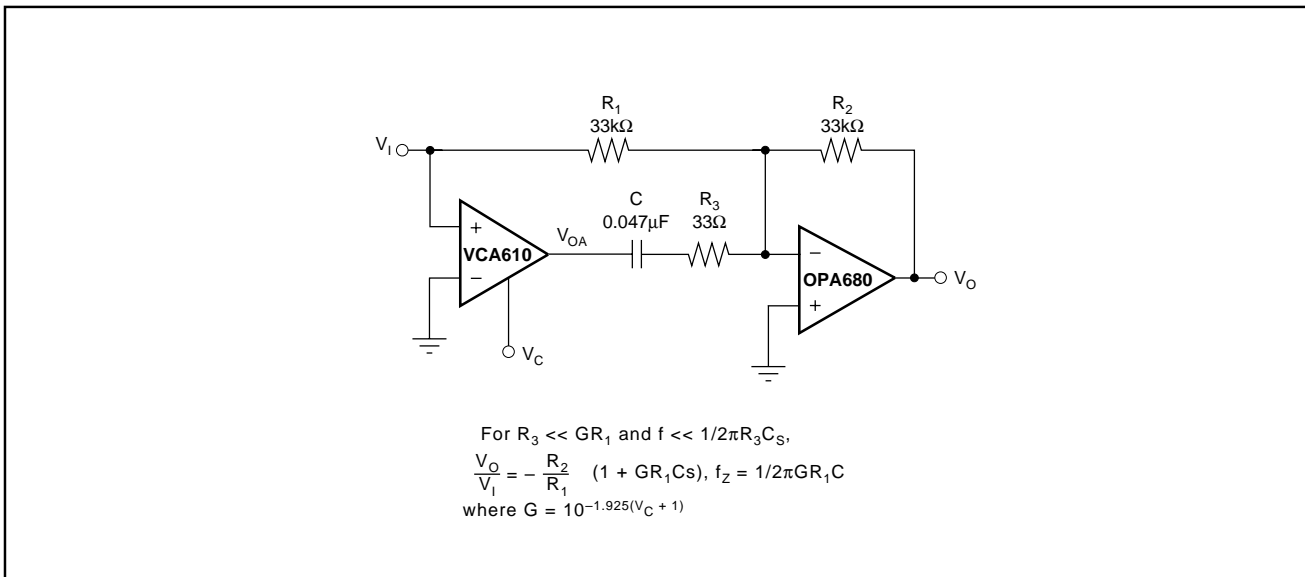 R1
33kΩ
R2
33kΩ
VI
C
0.047µF
R3
33Ω
+
VCA610
−
VOA
−
OPA680
+
VO
VC
For R3 << GR1 and f << 1/2πR3CS,
VO/VI = − R2/R1 (1 + GR1Cs), fZ = 1/2πGR1C
where G = 10^−1.925(VC + 1)